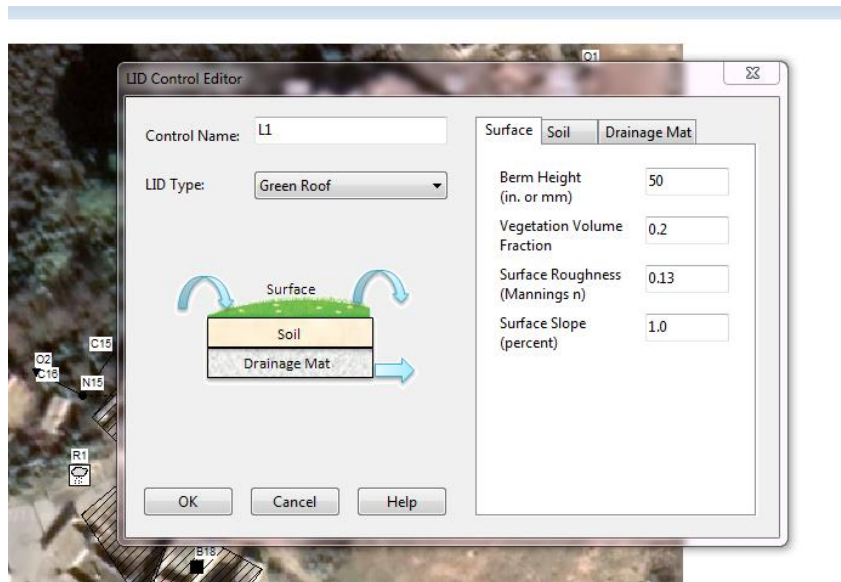 O1
LID Control Editor
Control Name:
L1
LID Type:
Green Roof
Surface
Soil
Drainage Mat
Surface
Soil
Drainage Mat
Berm Height
(in. or mm)
50
Vegetation Volume
Fraction
0.2
Surface Roughness
(Mannings n)
0.13
Surface Slope
(percent)
1.0
OK
Cancel
Help
C15
O2
C16
N15
R1
B18